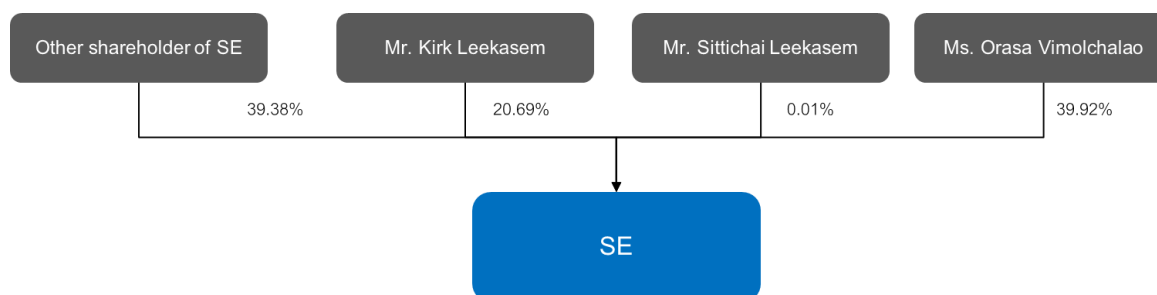 Other shareholder of SE
Mr. Kirk Leekasem
Mr. Sittichai Leekasem
Ms. Orasa Vimolchalao
39.38%
20.69%
0.01%
39.92%
SE